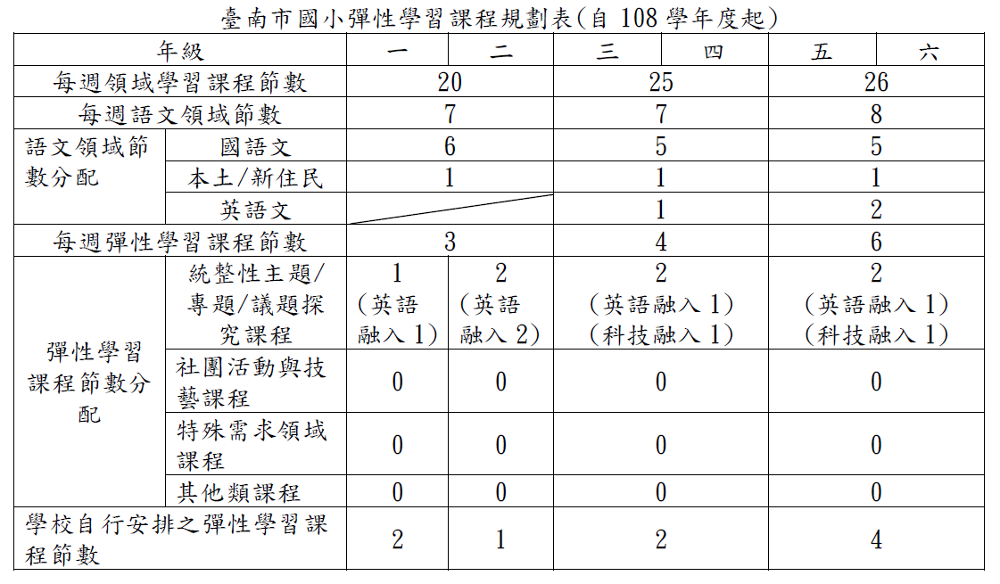 臺南市國小彈性學習課程規劃表(自 108 學年度起)
年級 一 二 三 四 五 六
每週領域學習課程節數 20 25 26
每週語文領域節數 7 7 8
語文領域節
數分配
國語文 6 5 5
本土/新住民 1 1 1
英語文 1 2
每週彈性學習課程節數 3 4 6
彈性學習
課程節數分
配
統整性主題/
專題/議題探
究課程
1
(英語
融入 1)
2
(英語
融入 2)
2
(英語融入 1)
(科技融入 1)
2
(英語融入 1)
(科技融入 1)
社團活動與技
藝課程
0 0 0 0
特殊需求領域
課程
0 0 0 0
其他類課程 0 0 0 0
學校自行安排之彈性學習課
程節數
2 1 2 4